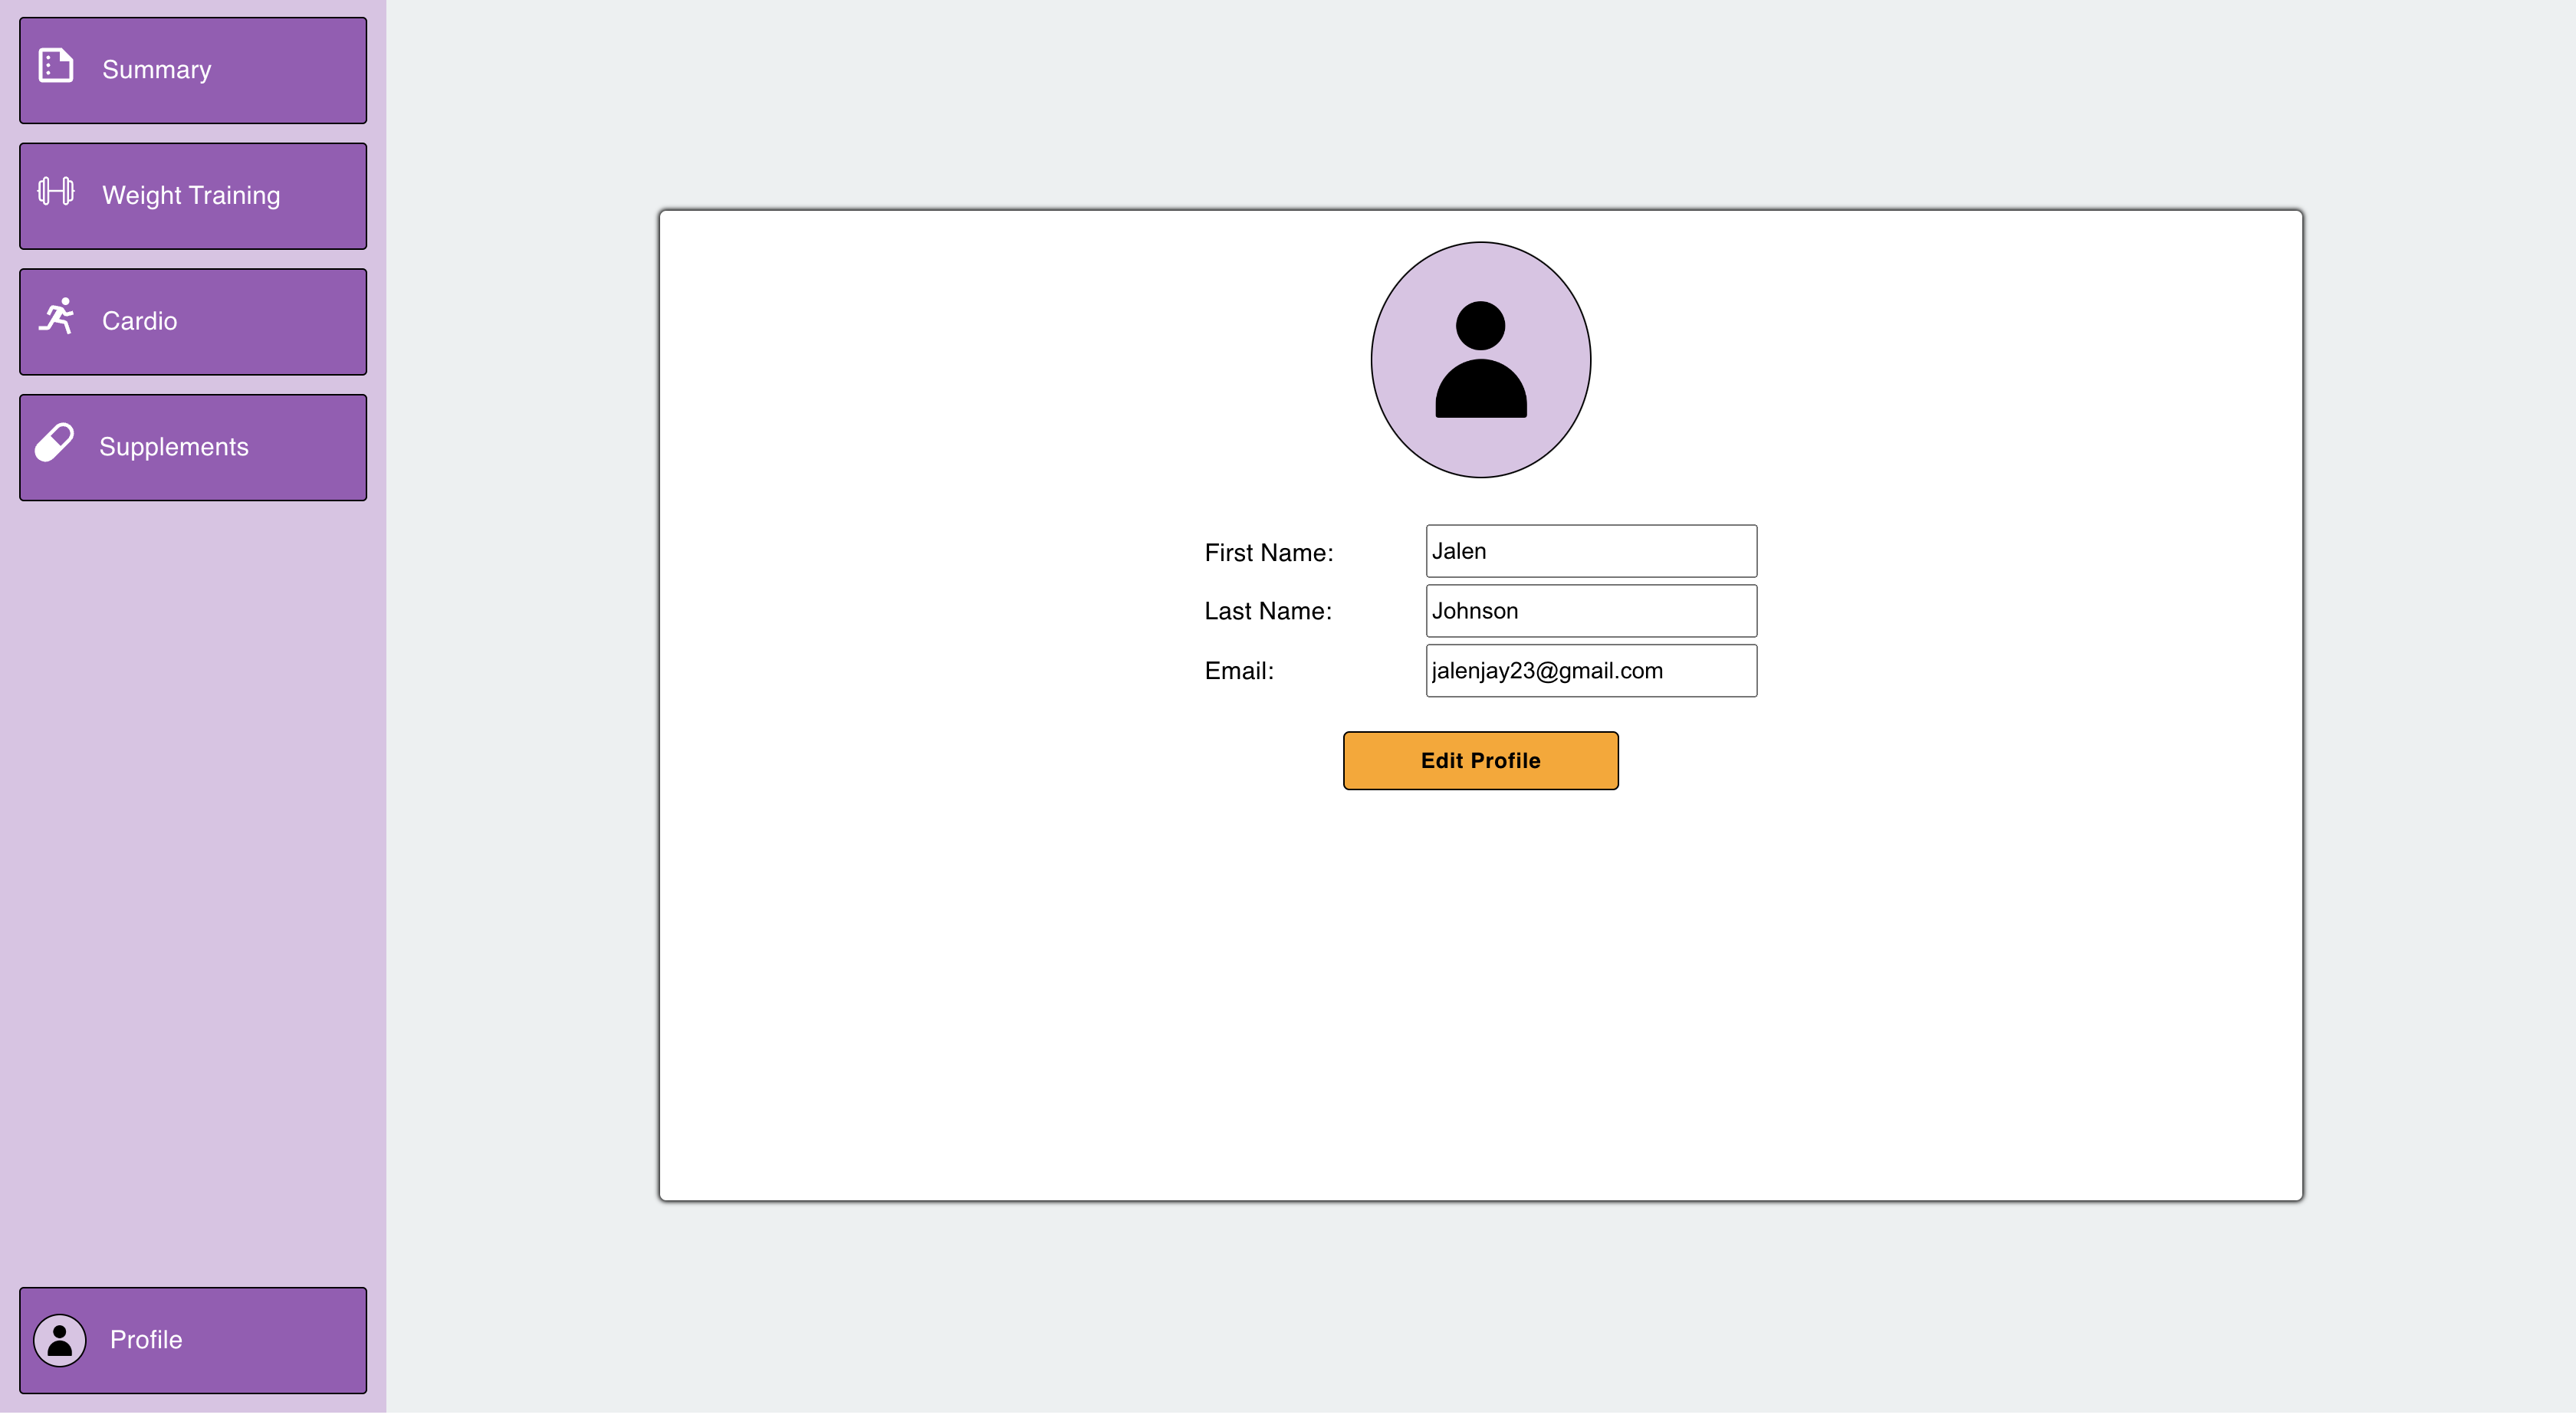 Summary
Weight Training
Cardio
Supplements
First Name: Jalen
Last Name: Johnson
Email: jalenjay23@gmail.com
Edit Profile
Profile